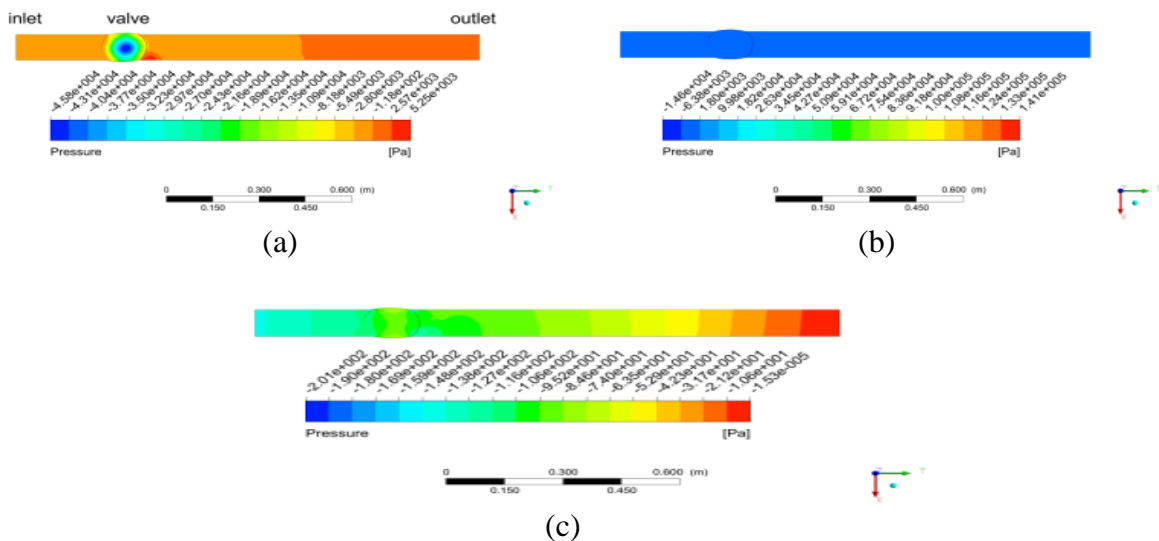 inlet valve outlet
-4.58e+004
-4.31e+004
-4.04e+004
-3.77e+004
-3.50e+004
-3.23e+004
-2.97e+004
-2.70e+004
-2.43e+004
-2.16e+004
-1.89e+004
-1.62e+004
-1.35e+004
-1.09e+004
-8.18e+003
-5.49e+003
-2.80e+003
-1.18e+002
2.57e+003
5.25e+003
Pressure [Pa]
0 0.300 0.600 (m)
0.150 0.450
(a)
-1.46e+004
-6.38e+003
1.80e+003
9.98e+003
1.82e+004
2.63e+004
3.45e+004
4.27e+004
5.09e+004
5.91e+004
6.72e+004
7.54e+004
8.36e+004
9.18e+004
1.00e+005
1.08e+005
1.16e+005
5.24e+005
1.33e+005
1.41e+005
Pressure [Pa]
0 0.300 0.600 (m)
0.150 0.450
(b)
-2.01e+002
-1.90e+002
-1.80e+002
-1.69e+002
-1.59e+002
-1.48e+002
-1.38e+002
-1.27e+002
-1.16e+002
-1.06e+002
-9.52e+001
-8.46e+001
-7.40e+001
-6.35e+001
-5.29e+001
-4.23e+001
-3.17e+001
-2.12e+001
-1.06e+001
-1.53e-005
Pressure [Pa]
0 0.300 0.600 (m)
0.150 0.450
(c)